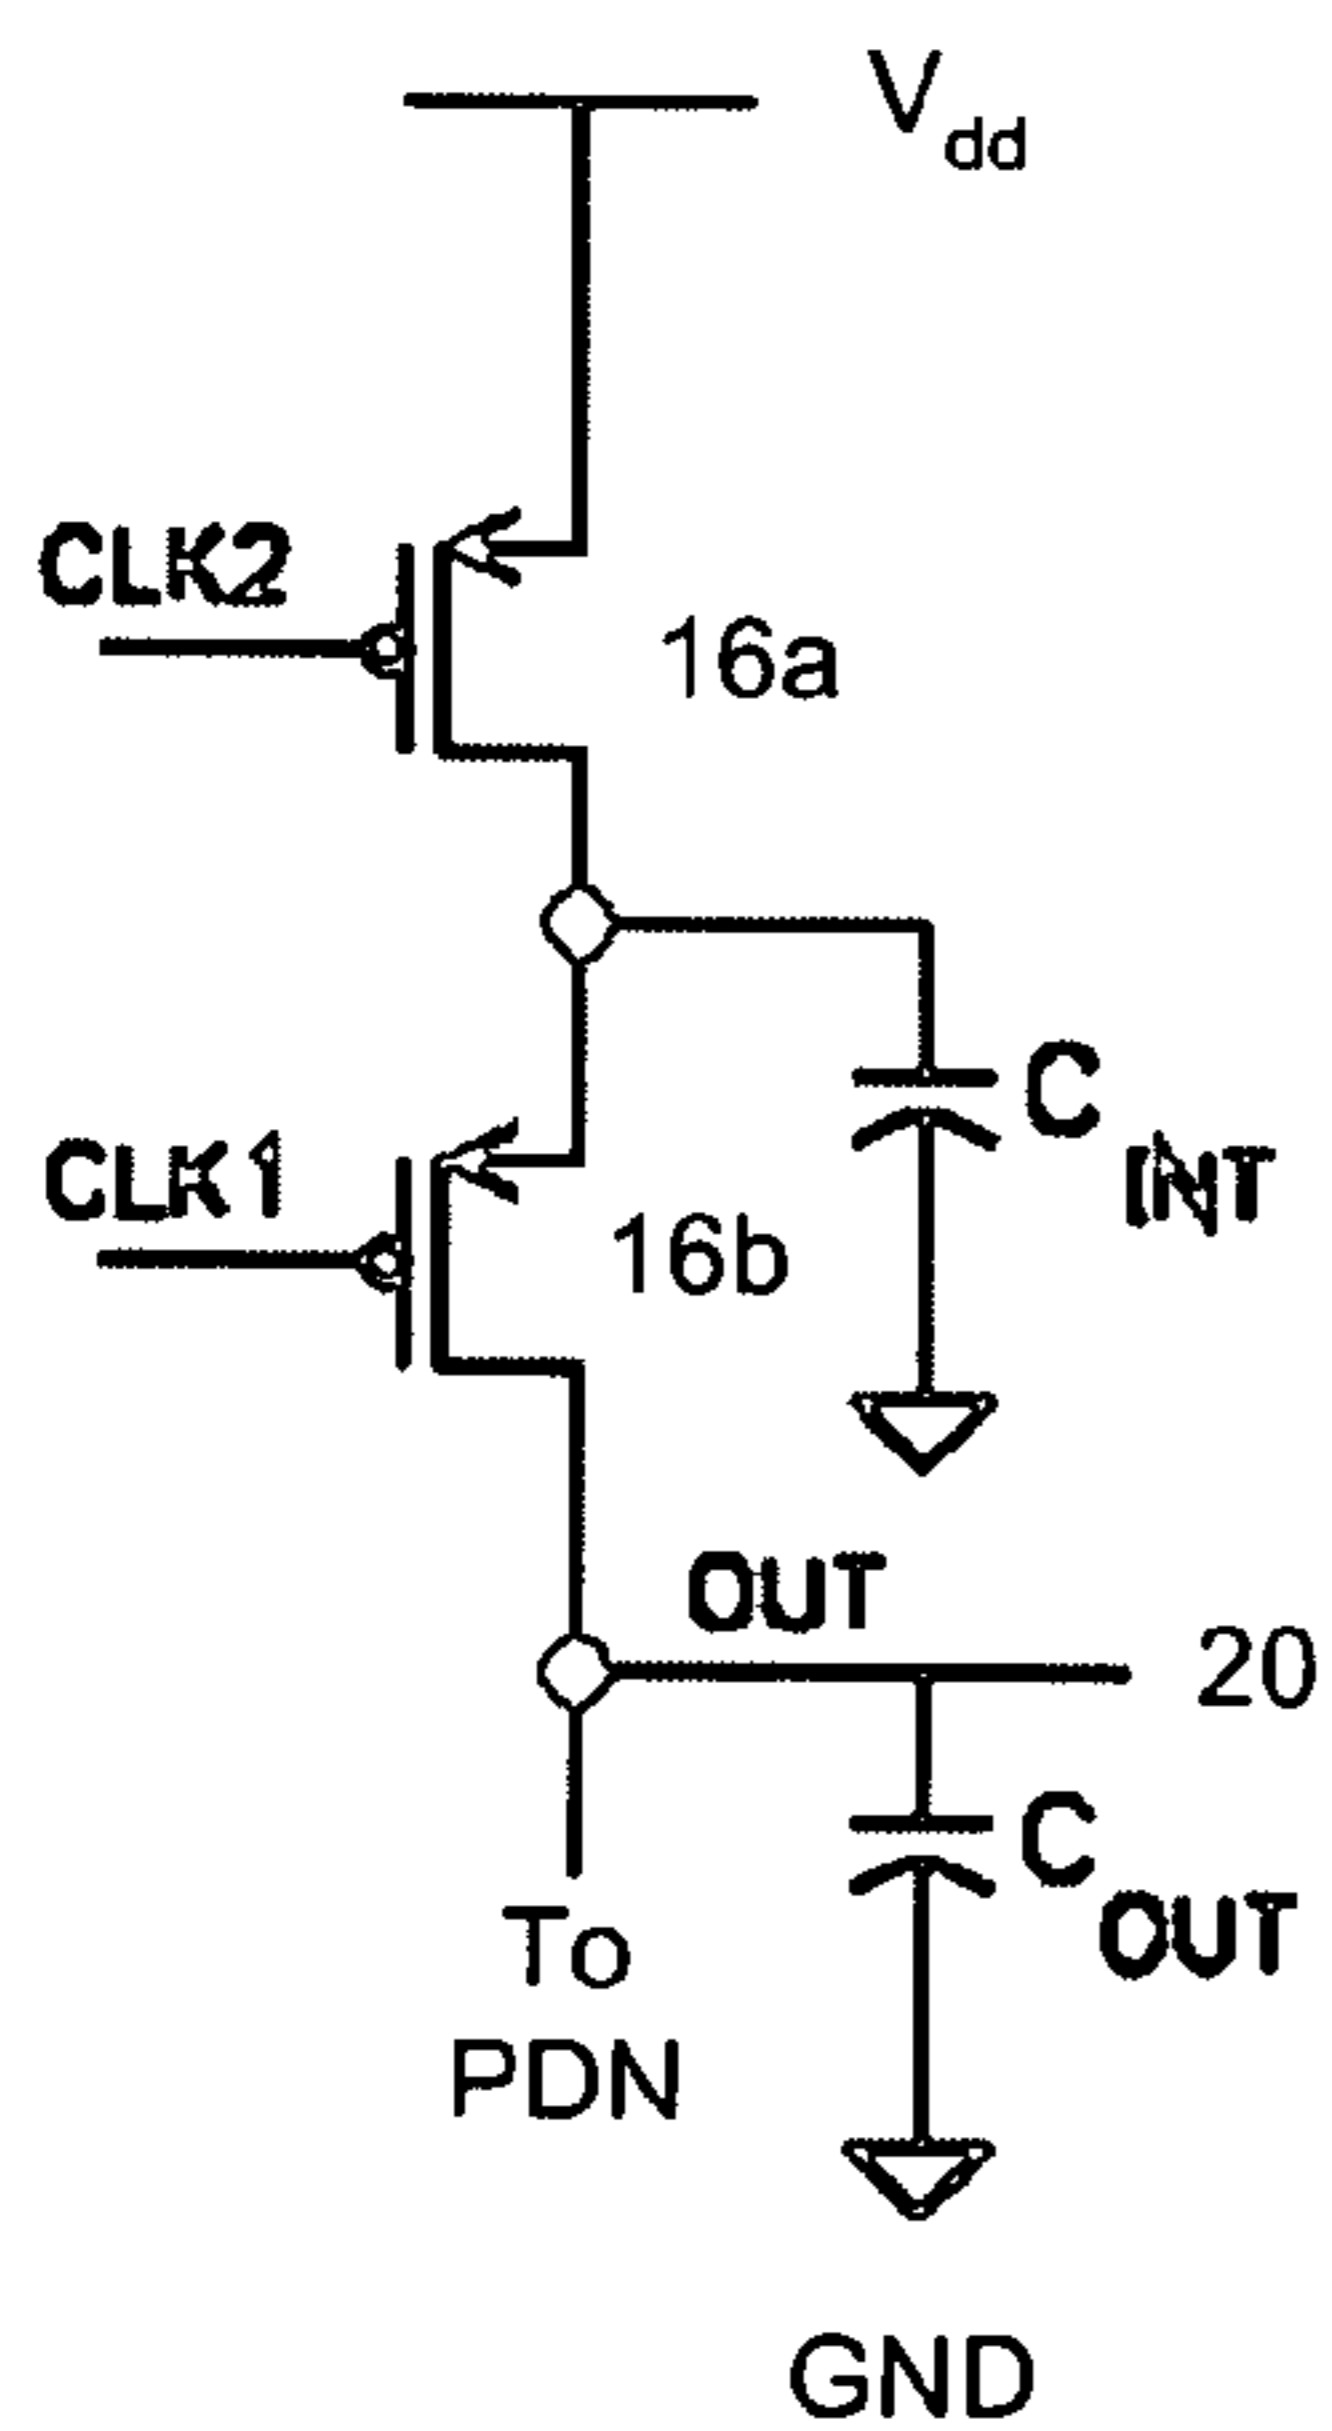 Vdd
CLK2
16a
CINT
CLK1
16b
OUT
20
COUT
To
PDN
GND